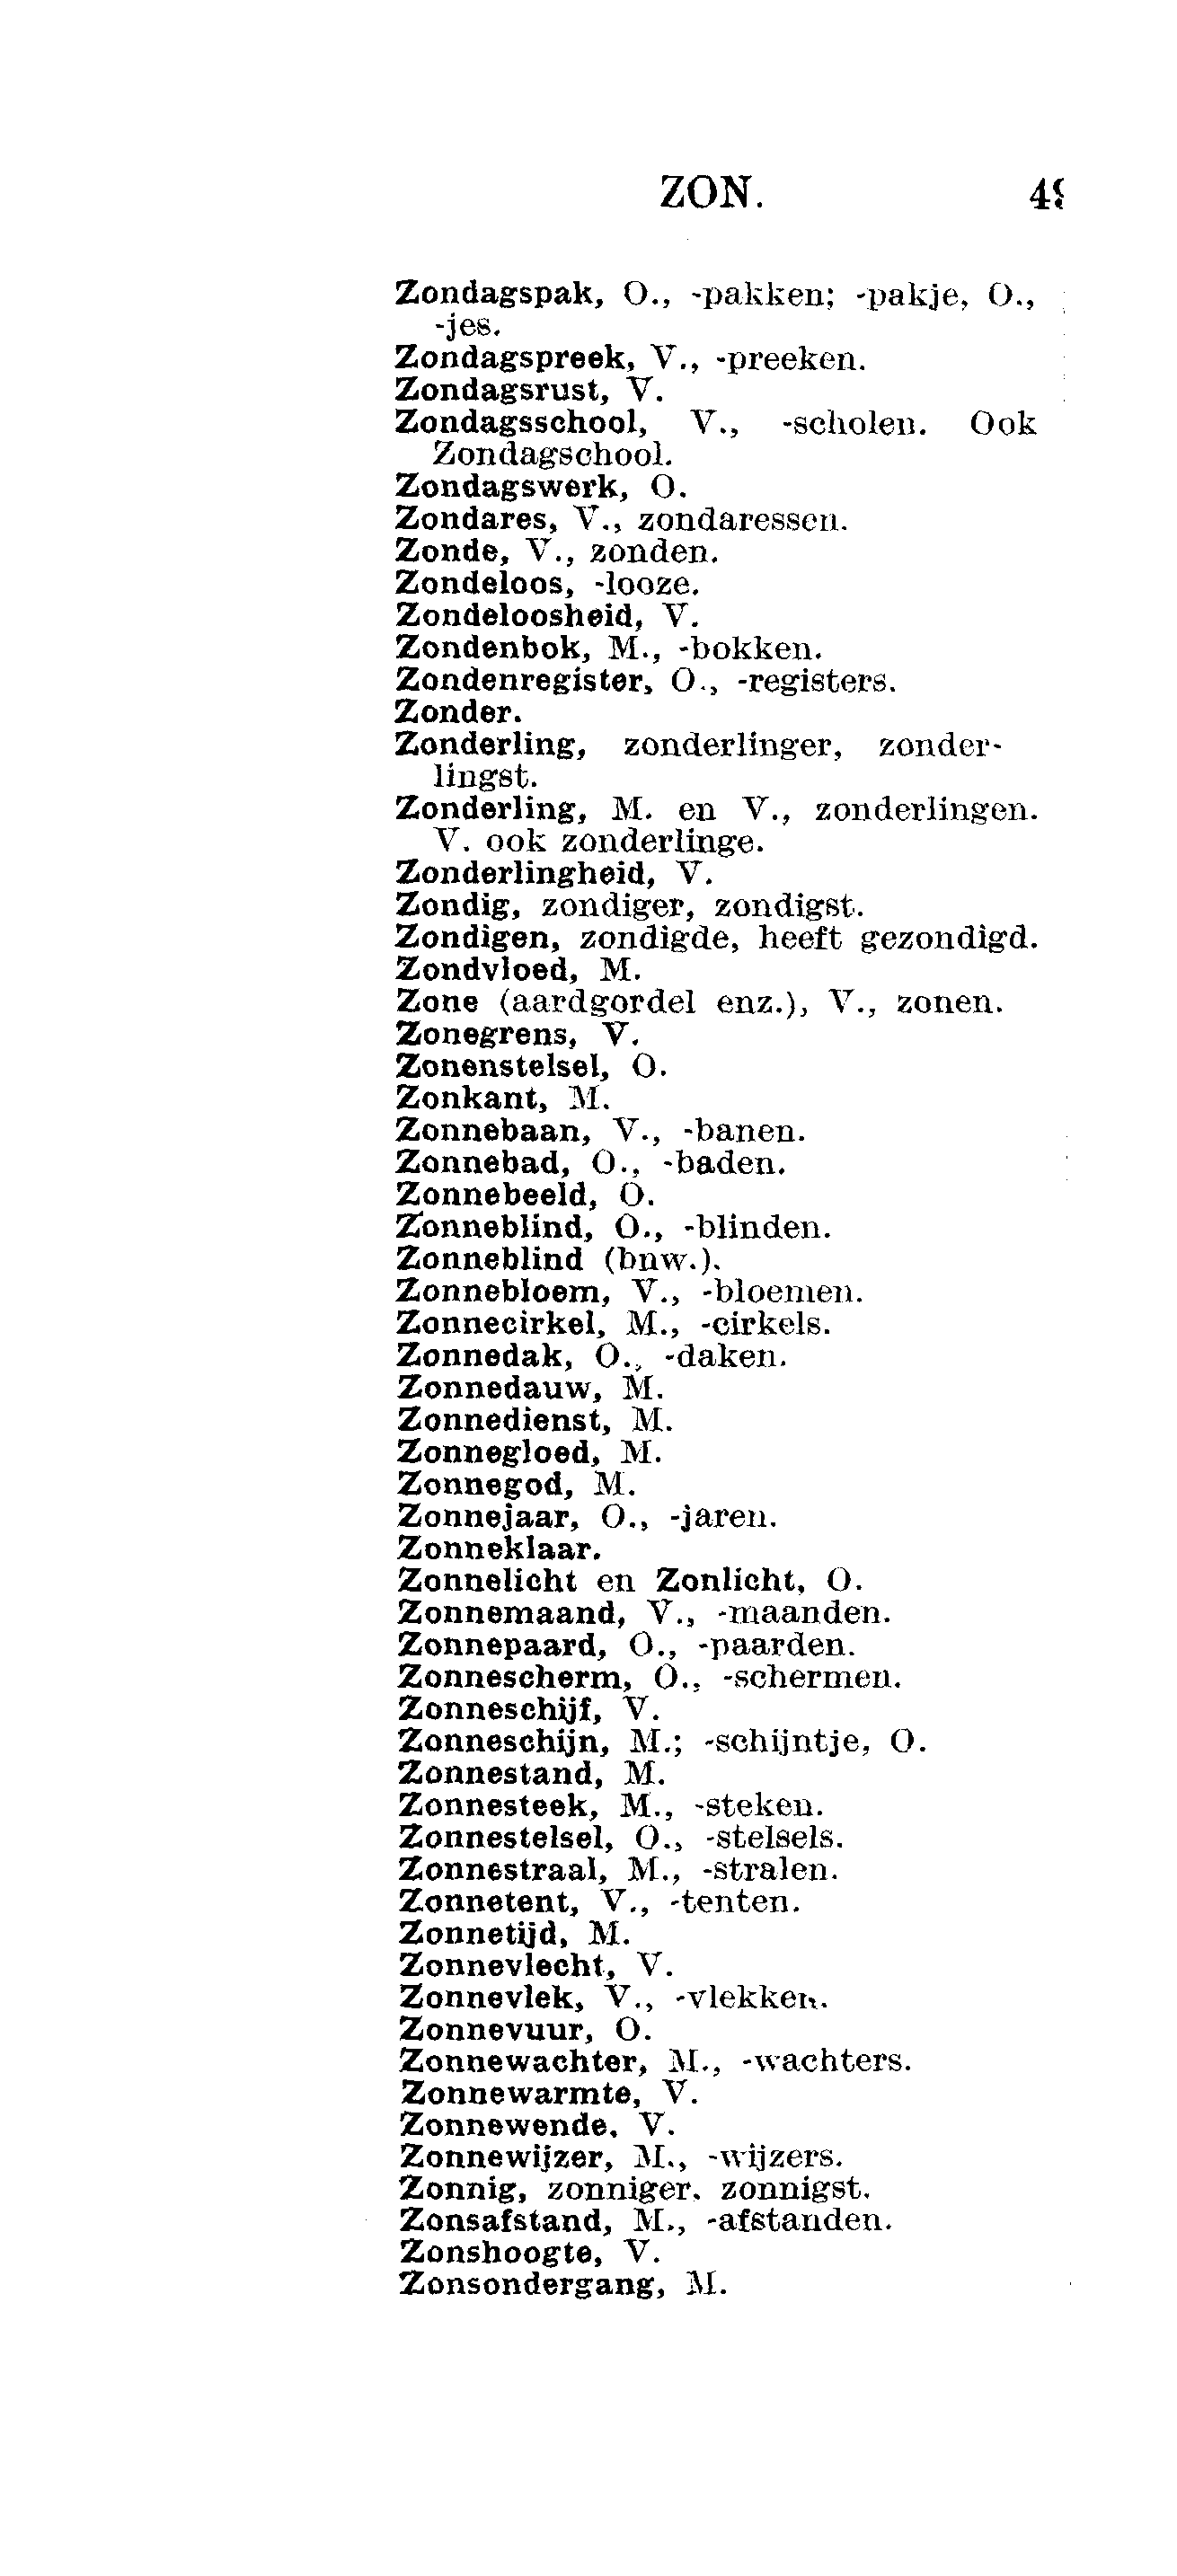 ZON.
Zondagspak, O., -pakken; -pakje, O.,
-jes.
Zondagspreek, V., -preeken.
Zondagsrust, V.
Zondagsschool, V., -scholen. Ook
Zondagschool.
Zondagswerk, O.
Zondares, V., zondaressen.
Zonde, V., zonden.
Zondeloos, -looze.
Zondeloosheid, V.
Zondenbok, M., -bokken.
Zondenregister, O., -registers.
Zonder.
Zonderling, zonderlinger, zonder-
lingst.
Zonderling, M. en V., zonderlingen.
V. ook zonderlinge.
Zonderlingheid, V.
Zondig, zondiger, zondigst.
Zondigen, zondigde, heeft gezondigd.
Zondvloed, M.
Zone (aardgordel enz.), V., zonen.
Zonegrens, V.
Zonenstelsel, O.
Zonkant, M.
Zonnebaan, V., -banen.
Zonnebad, O., -baden.
Zonnebeeld, O.
Zonneblind, O., -blinden.
Zonneblind (bnw.).
Zonnebloem, V., -bloemen.
Zonnecirkel, M., -cirkels.
Zonnedak, O., -daken.
Zonnedauw, M.
Zonnedienst, M.
Zonnegloed, M.
Zonnegod, M.
Zonnejaar, O., -jaren.
Zonneklaar.
Zonnelicht en Zonlicht, O.
Zonnemaand, V., -maanden.
Zonnepaard, O., -paarden.
Zonnescherm, O., -schermen.
Zonneschijf, V.
Zonneschijn, M.; -schijntje, O.
Zonnestand, M.
Zonnesteek, M., -steken.
Zonnestelsel, O., -stelsels.
Zonnestraal, M., -stralen.
Zonnetent, V., -tenten.
Zonnetijd, M.
Zonnevlecht, V.
Zonnevlek, V., -vlekken.
Zonnevuur, O.
Zonnewachter, M., -wachters.
Zonnewarmte, V.
Zonnewende, V.
Zonnewijzer, M., -wijzers.
Zonnig, zonniger, zonnigst.
Zonsafstand, M., -afstanden.
Zonshoogte, V.
Zonsondergang, M.